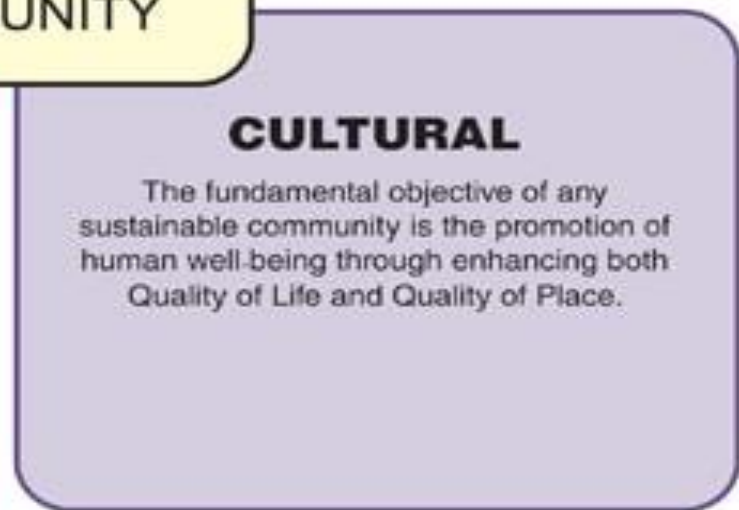 UNITY
CULTURAL
The fundamental objective of any
sustainable community is the promotion of
human well-being through enhancing both
Quality of Life and Quality of Place.